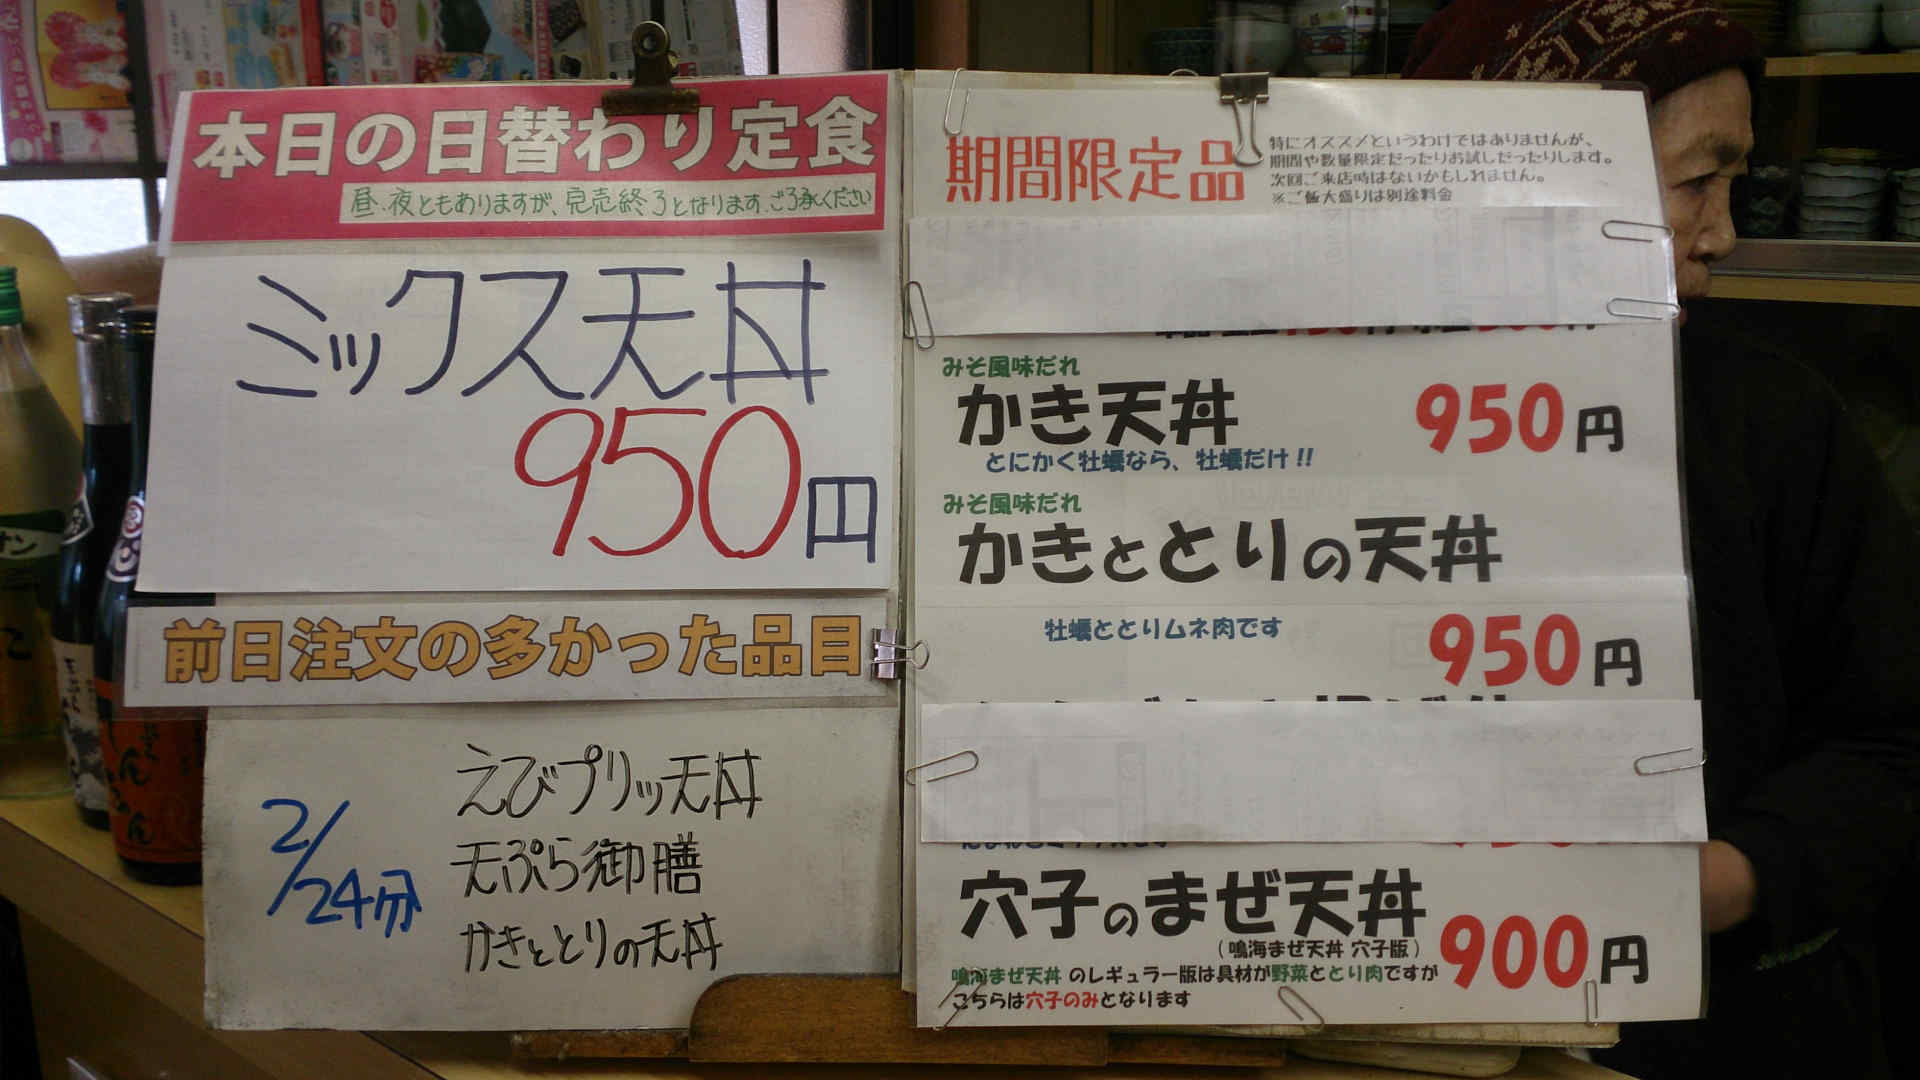 本日の日替わり定食
昼・夜ともありますが、完売終了となります。ご了承ください
ミックス天丼
950円
前日注文の多かった品目
2/24分
えびプリッ天丼
天ぷら御膳
かきととりの天丼
期間限定品
特にオススメというわけではありませんが、
期間や数量限定だったりお試しだったりします。
次回ご来店時はないかもしれません。
※ご飯大盛りは別途料金
みそ風味だれ
かき天丼 950円
とにかく牡蠣なら、牡蠣だけ!!
みそ風味だれ
かきととりの天丼
牡蠣ととりムネ肉です 950円
穴子のまぜ天丼
(鳴海まぜ天丼 穴子版) 900円
鳴海まぜ天丼 のレギュラー版は具材が野菜ととり肉ですが
こちらは穴子のみとなります